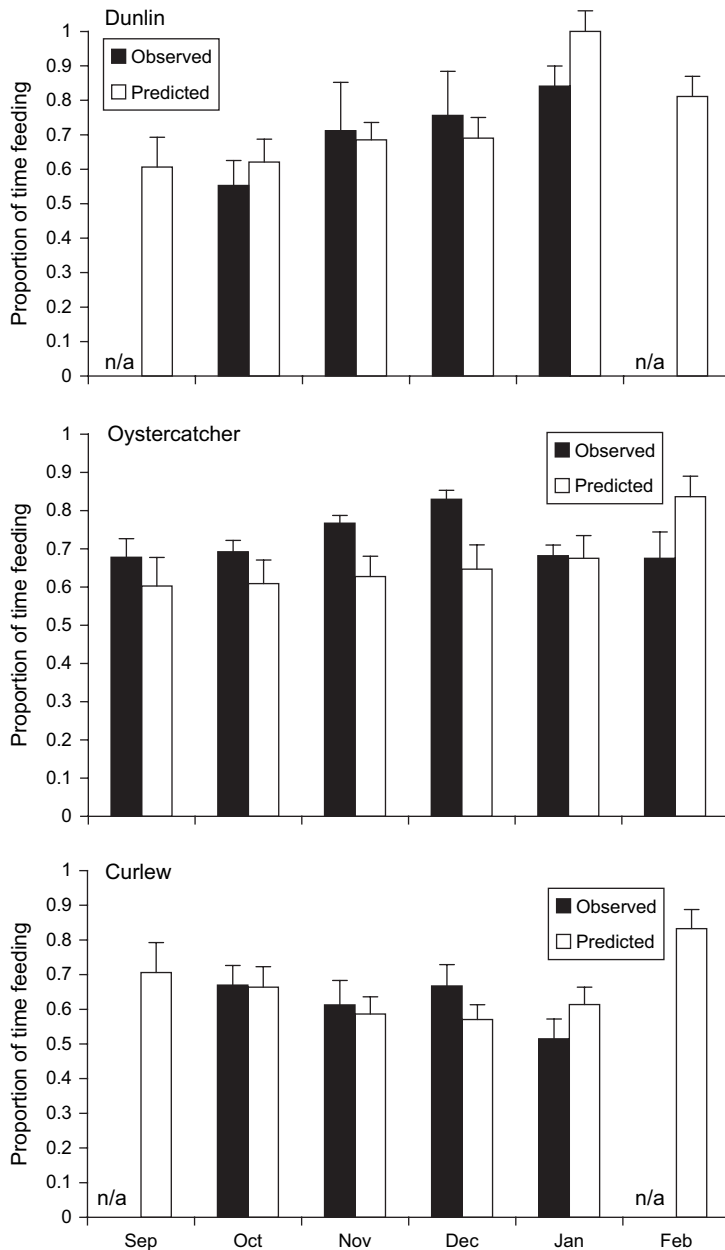 Dunlin
Observed
Predicted
Proportion of time feeding
1
0.9
0.8
0.7
0.6
0.5
0.4
0.3
0.2
0.1
0
n/a
n/a
Oystercatcher
Observed
Predicted
Proportion of time feeding
1
0.9
0.8
0.7
0.6
0.5
0.4
0.3
0.2
0.1
0
Curlew
Observed
Predicted
Proportion of time feeding
1
0.9
0.8
0.7
0.6
0.5
0.4
0.3
0.2
0.1
0
n/a
n/a
Sep Oct Nov Dec Jan Feb